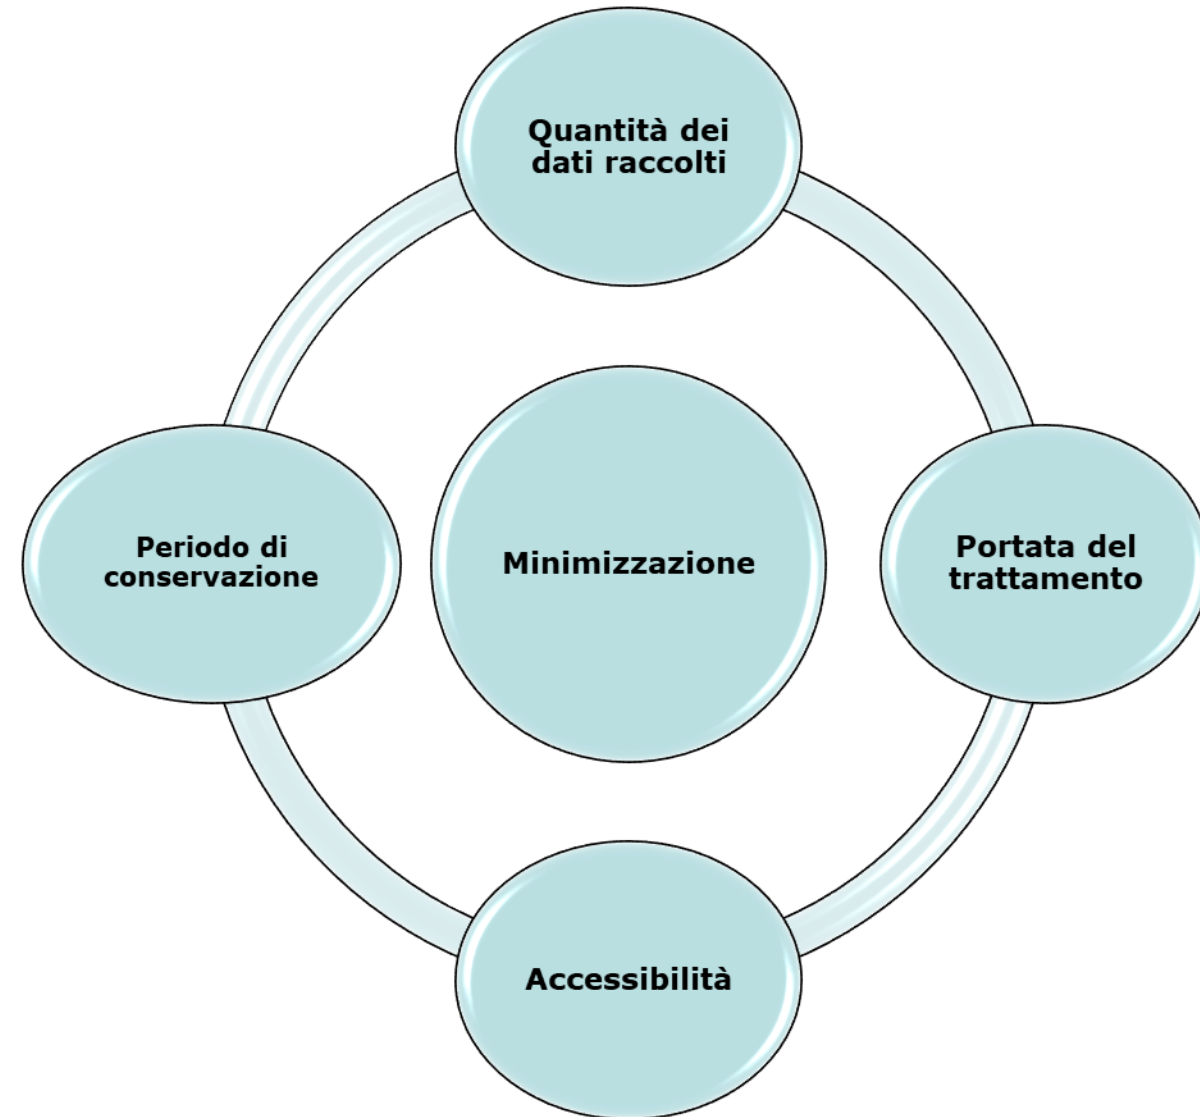 Quantità dei
dati raccolti
Periodo di
conservazione
Minimizzazione
Portata del
trattamento
Accessibilità